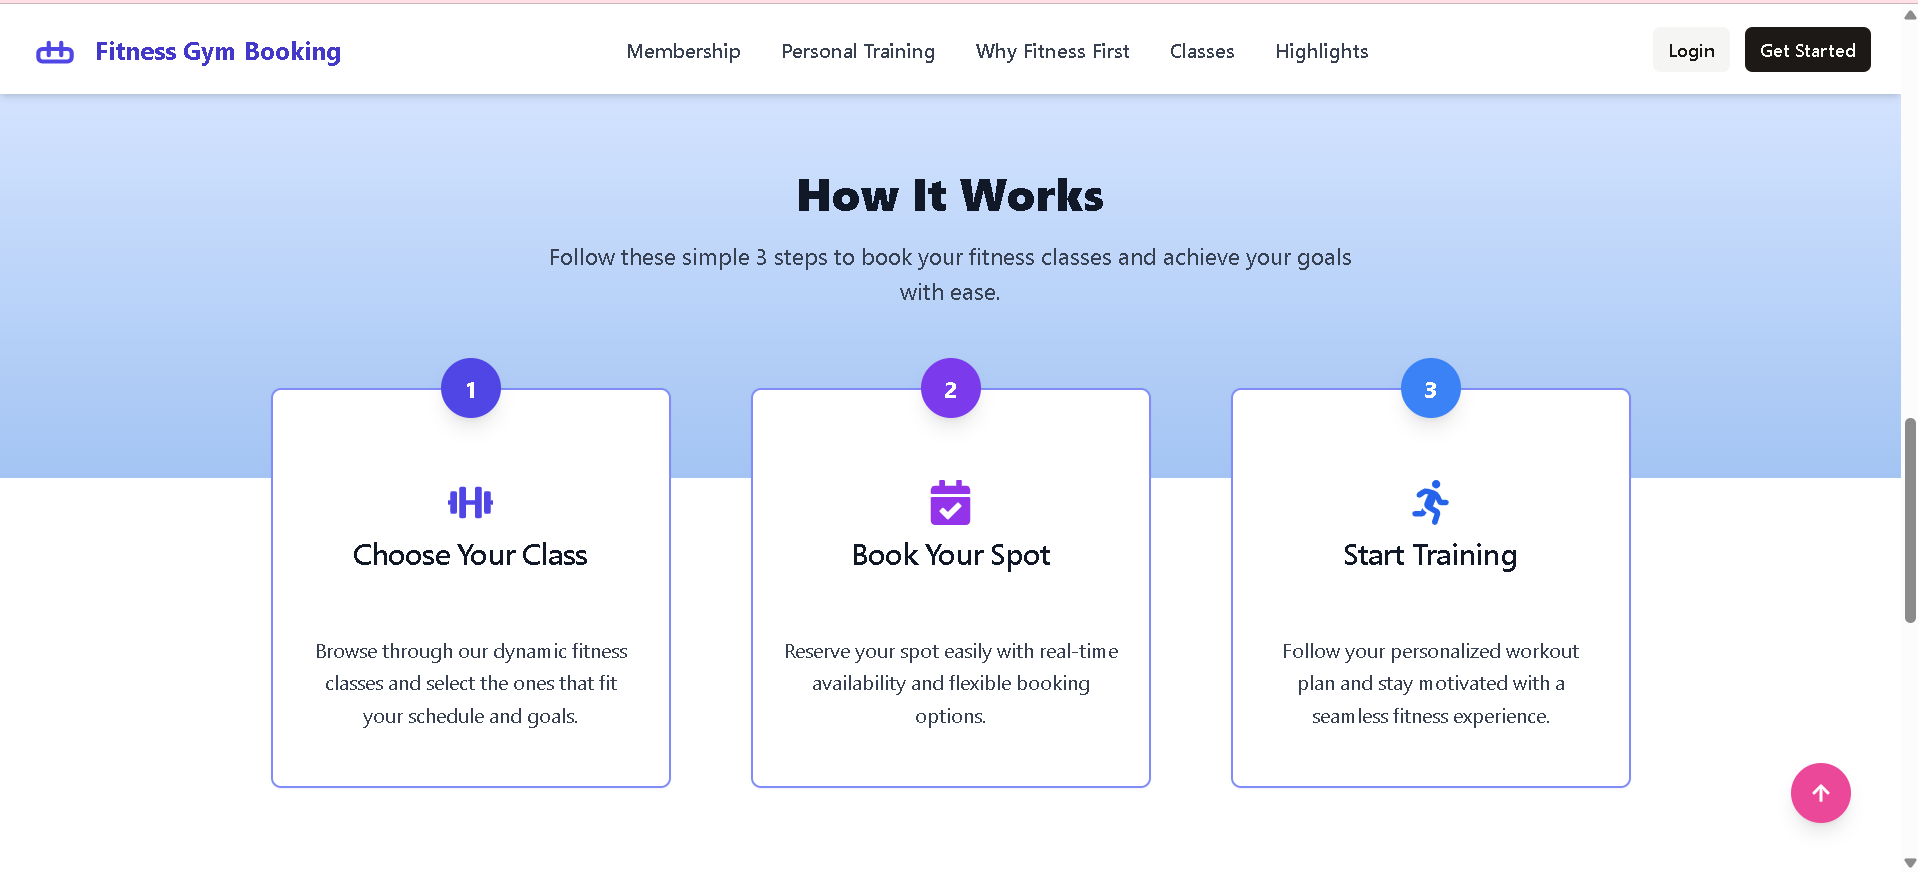 Fitness Gym Booking
Membership
Personal Training
Why Fitness First
Classes
Highlights
Login
Get Started
How It Works
Follow these simple 3 steps to book your fitness classes and achieve your goals
with ease.
1
Choose Your Class
Browse through our dynamic fitness
classes and select the ones that fit
your schedule and goals.
2
Book Your Spot
Reserve your spot easily with real-time
availability and flexible booking
options.
3
Start Training
Follow your personalized workout
plan and stay motivated with a
seamless fitness experience.